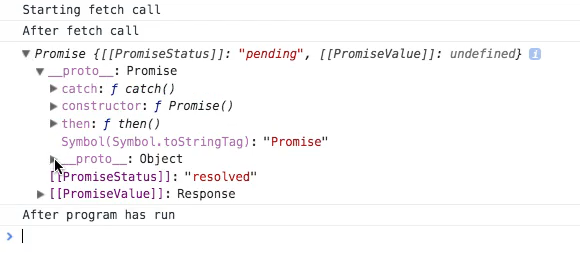 Starting fetch call
After fetch call
Promise {[[PromiseStatus]]: "pending", [[PromiseValue]]: undefined} i
__proto__: Promise
catch: ƒ catch()
constructor: ƒ Promise()
then: ƒ then()
Symbol(Symbol.toStringTag): "Promise"
__proto__: Object
[[PromiseStatus]]: "resolved"
[[PromiseValue]]: Response
After program has run